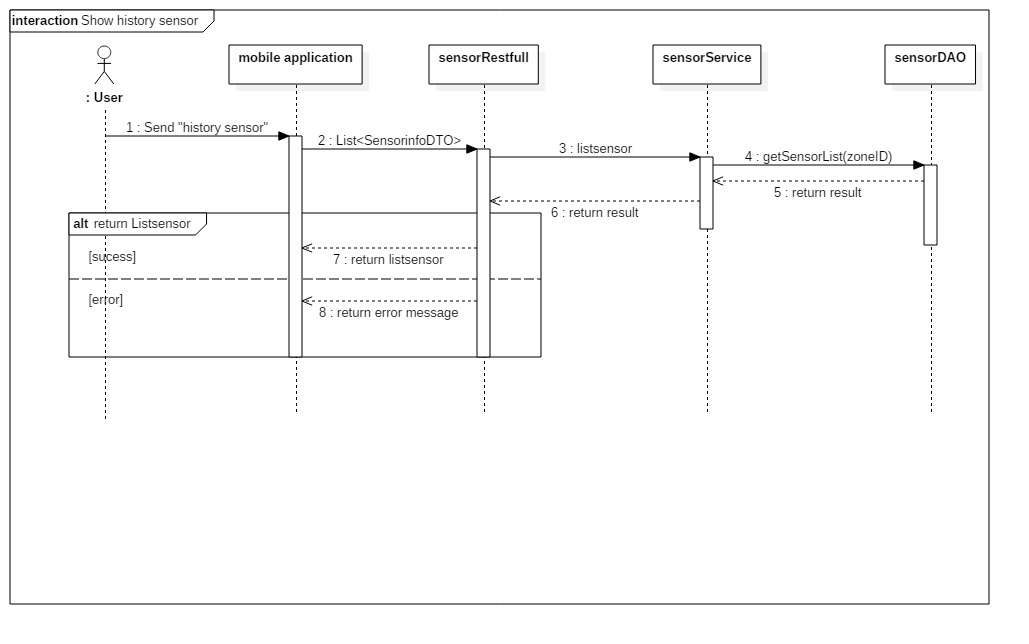 interaction Show history sensor
mobile application
sensorRestfull
sensorService
sensorDAO
: User
1 : Send "history sensor"
2 : List<SensorinfoDTO>
3 : listsensor
4 : getSensorList(zoneID)
5 : return result
6 : return result
alt return Listsensor
[sucess]
7 : return listsensor
[error]
8 : return error message